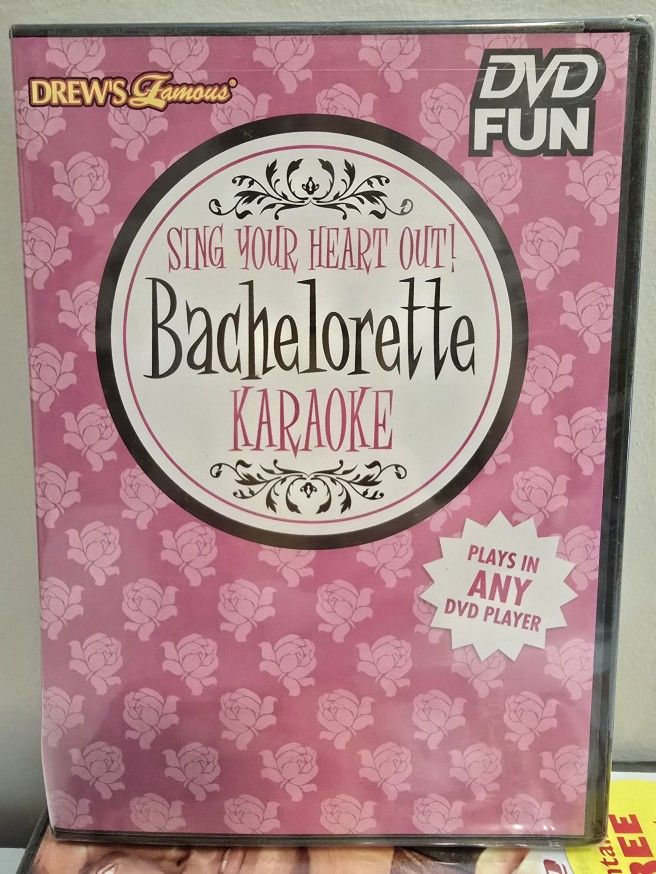 DREW'S Famous®
DVD
FUN
SING YOUR HEART OUT!
Bachelorette
KARAOKE
PLAYS IN
ANY
DVD PLAYER